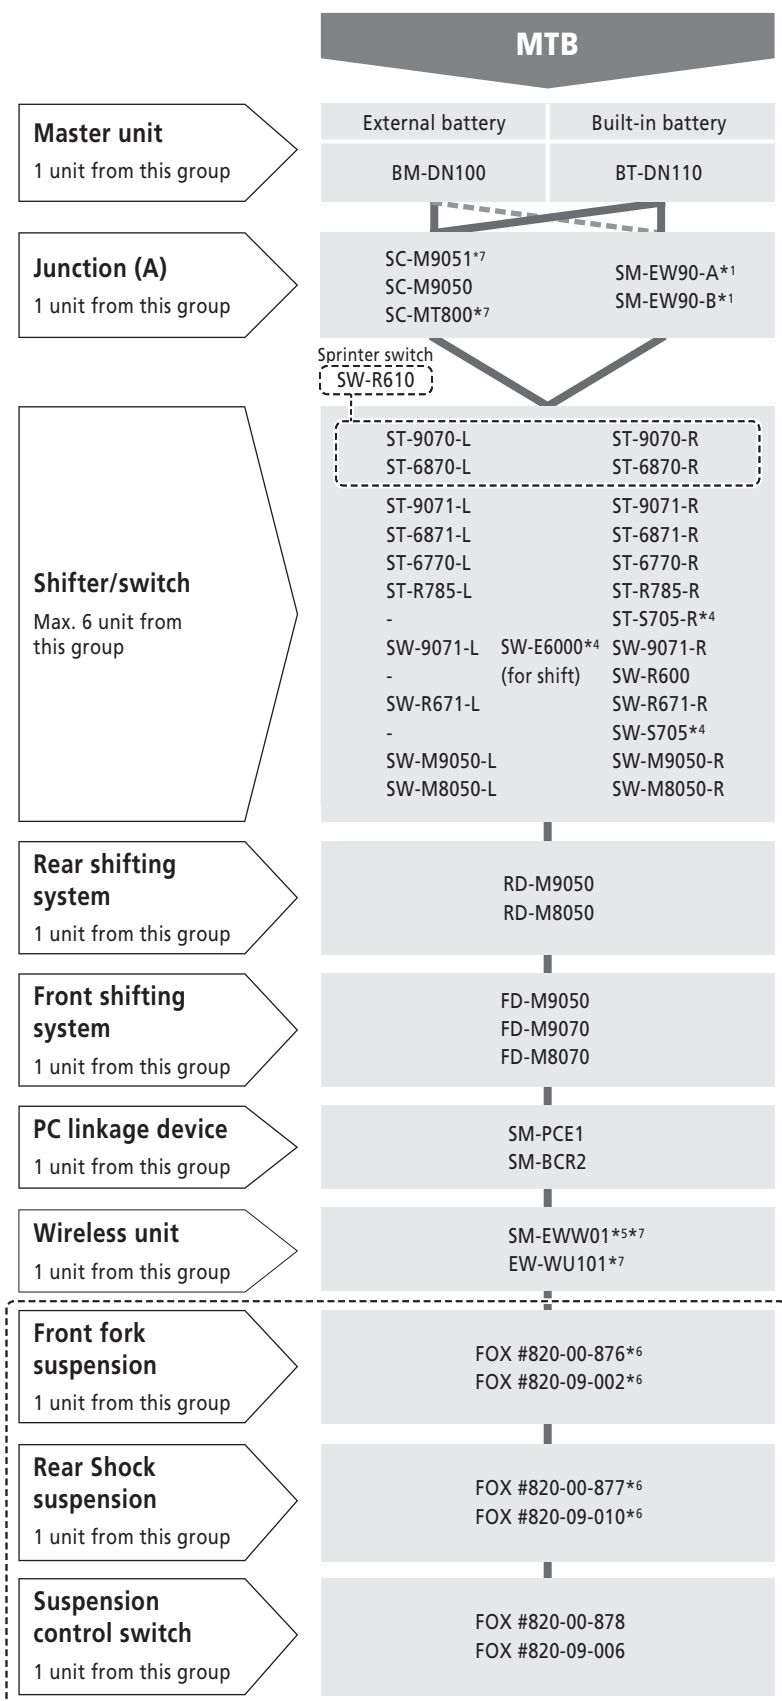 MTB
Master unit
1 unit from this group
External battery
Built-in battery
BM-DN100
BT-DN110
Junction (A)
1 unit from this group
SC-M9051*7
SC-M9050
SC-MT800*7
SM-EW90-A*1
SM-EW90-B*1
Sprinter switch
SW-R610
Shifter/switch
Max. 6 unit from
this group
ST-9070-L ST-9070-R
ST-6870-L ST-6870-R
ST-9071-L ST-9071-R
ST-6871-L ST-6871-R
ST-6770-L ST-6770-R
ST-R785-L ST-R785-R
- ST-S705-R*4
SW-9071-L SW-E6000*4 SW-9071-R
- (for shift) SW-R600
SW-R671-L SW-R671-R
- SW-S705*4
SW-M9050-L SW-M9050-R
SW-M8050-L SW-M8050-R
Rear shifting
system
1 unit from this group
RD-M9050
RD-M8050
Front shifting
system
1 unit from this group
FD-M9050
FD-M9070
FD-M8070
PC linkage device
1 unit from this group
SM-PCE1
SM-BCR2
Wireless unit
1 unit from this group
SM-EWW01*5*7
EW-WU101*7
Front fork
suspension
1 unit from this group
FOX #820-00-876*6
FOX #820-09-002*6
Rear Shock
suspension
1 unit from this group
FOX #820-00-877*6
FOX #820-09-010*6
Suspension
control switch
1 unit from this group
FOX #820-00-878
FOX #820-09-006